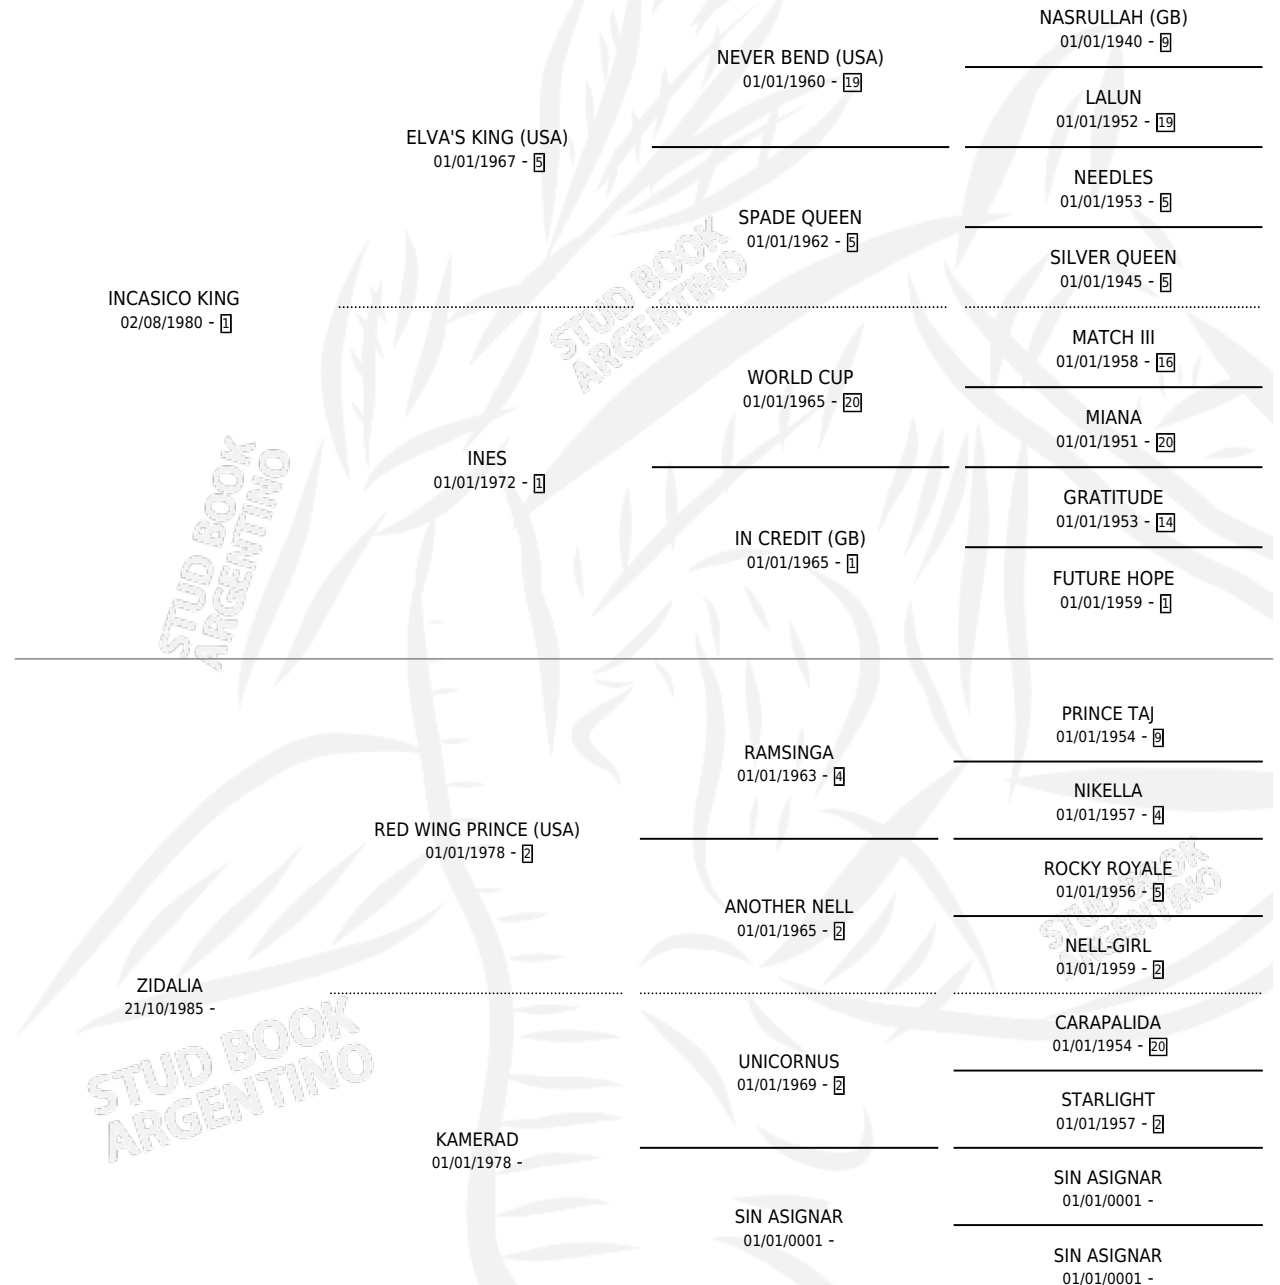 NASRULLAH (GB)
01/01/1940 - 9
NEVER BEND (USA)
01/01/1960 - 19
LALUN
01/01/1952 - 19
ELVA'S KING (USA)
01/01/1967 - 5
NEEDLES
01/01/1953 - 5
SPADE QUEEN
01/01/1962 - 5
SILVER QUEEN
01/01/1945 - 5
INCASICO KING
02/08/1980 - 1
MATCH III
01/01/1958 - 16
WORLD CUP
01/01/1965 - 20
MIANA
01/01/1951 - 20
INES
01/01/1972 - 1
GRATITUDE
01/01/1953 - 14
IN CREDIT (GB)
01/01/1965 - 1
FUTURE HOPE
01/01/1959 - 1
PRINCE TAJ
01/01/1954 - 9
RAMSINGA
01/01/1963 - 4
NIKELLA
01/01/1957 - 4
RED WING PRINCE (USA)
01/01/1978 - 2
ROCKY ROYALE
01/01/1956 - 5
ANOTHER NELL
01/01/1965 - 2
NELL-GIRL
01/01/1959 - 2
ZIDALIA
21/10/1985 -
CARAPALIDA
01/01/1954 - 20
UNICORNUS
01/01/1969 - 2
STARLIGHT
01/01/1957 - 2
KAMERAD
01/01/1978 -
SIN ASIGNAR
01/01/0001 -
SIN ASIGNAR
01/01/0001 -
SIN ASIGNAR
01/01/0001 -
STUD BOOK
ARGENTINO
STUD BOOK
ARGENTINO
STUD BOOK
ARGENTINO
STUD BOOK
ARGENTINO